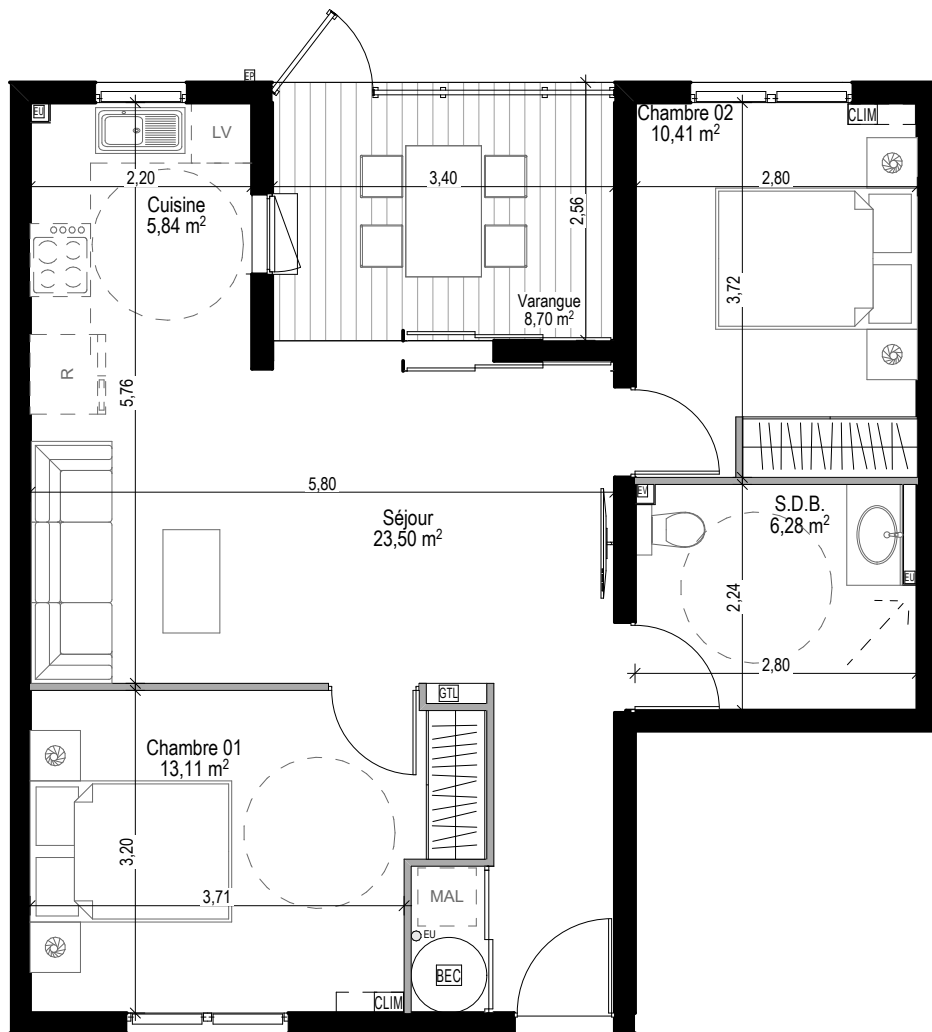 EP
EU
LV
Chambre 02
10,41 m²
CLIM
2,20
3,40
2,80
Cuisine
5,84 m²
2,56
3,72
Varangue
8,70 m²
R
5,76
5,80
Séjour
23,50 m²
EV
S.D.B.
6,28 m²
EU
2,24
2,80
GTL
Chambre 01
13,11 m²
3,20
3,71
MAL
EU
BEC
CLIM